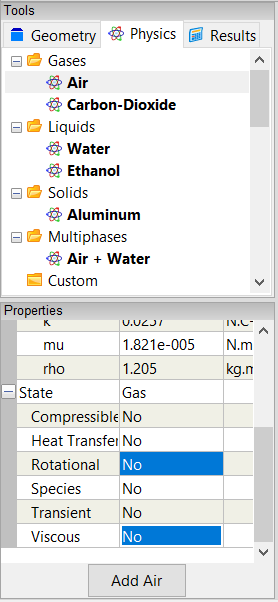 Tools
Geometry Physics Results
Gases
Air
Carbon-Dioxide
Liquids
Water
Ethanol
Solids
Aluminum
Multiphases
Air + Water
Custom
Properties
k 0.0257 N.C-
mu 1.821e-005 N.m
rho 1.205 kg.m
State Gas
Compressible No
Heat Transfer No
Rotational No
Species No
Transient No
Viscous No
Add Air